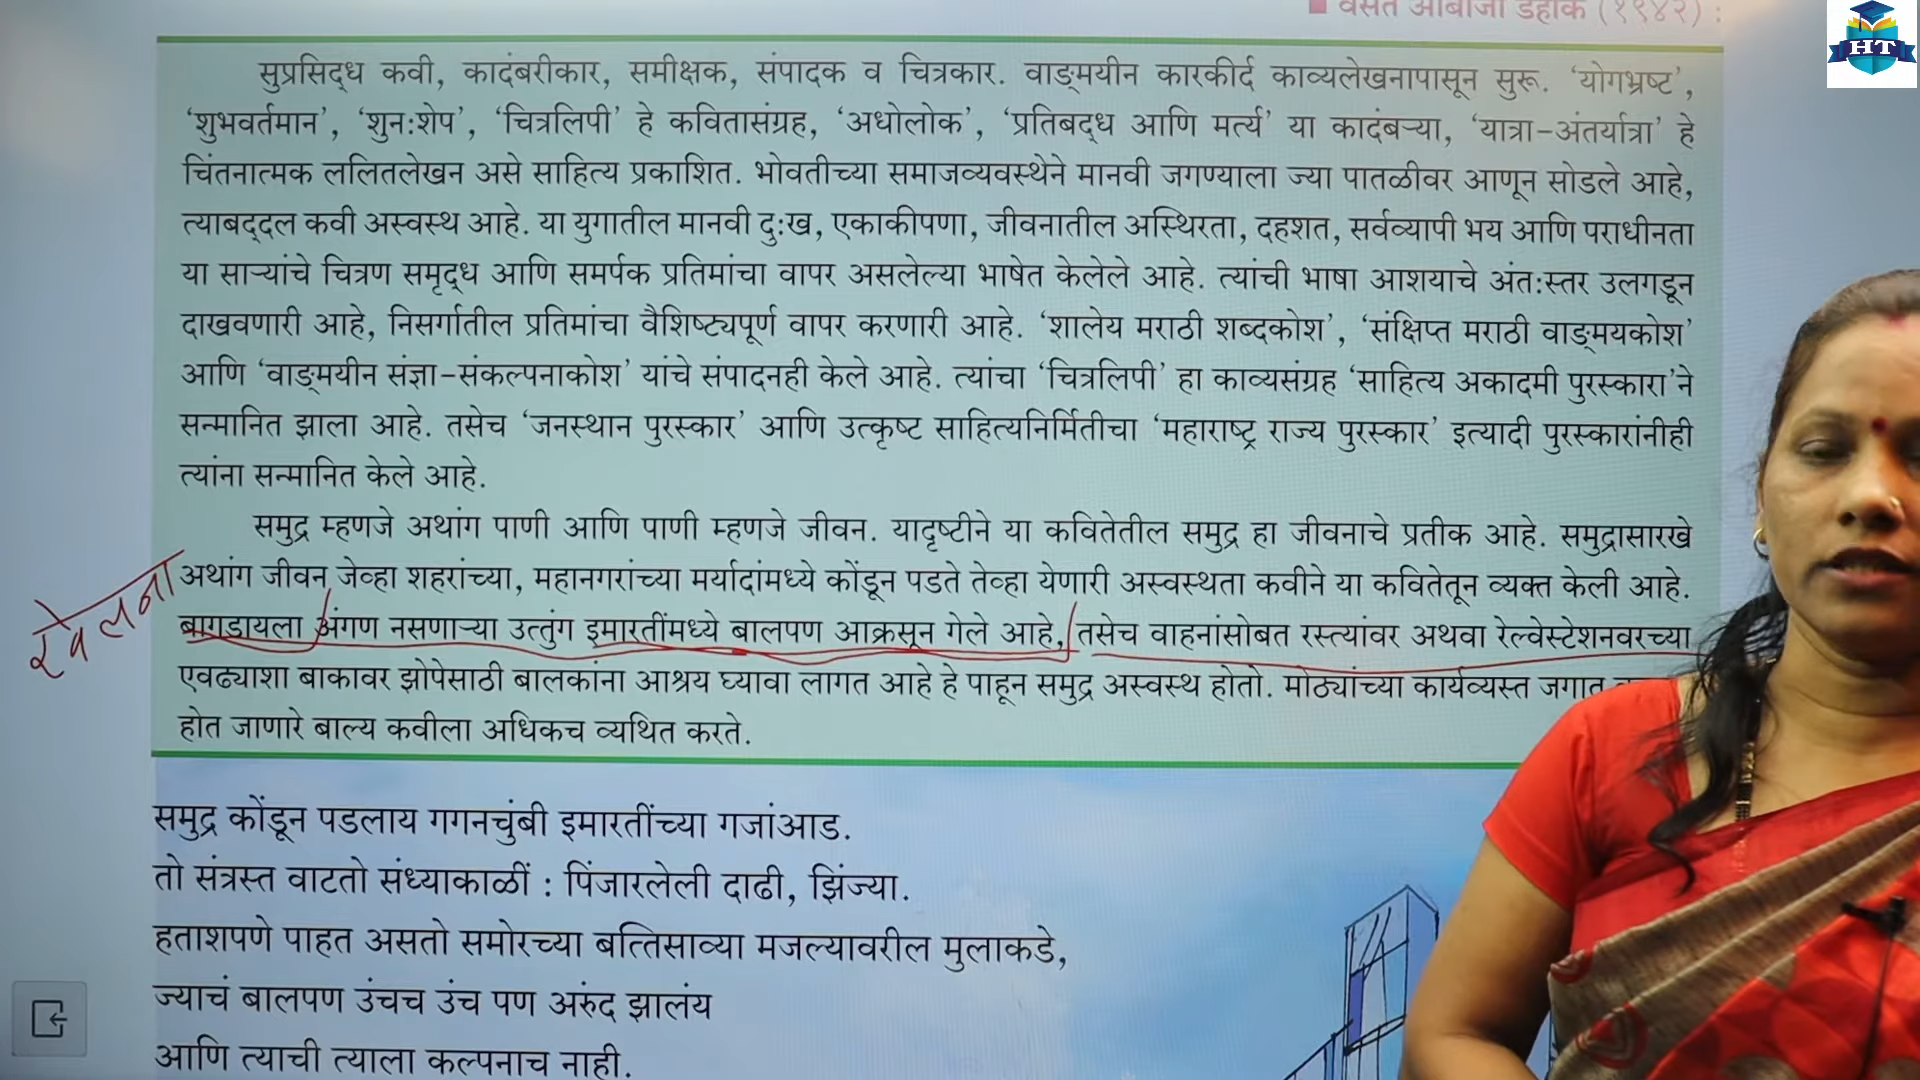 वसंत आबाजी डहाके (१९४२) :
HT
सुप्रसिद्ध कवी, कादंबरीकार, समीक्षक, संपादक व चित्रकार. वाङ्मयीन कारकीर्द काव्यलेखनापासून सुरू. ‘योगभ्रष्ट’,
‘शुभवर्तमान’, ‘शुन:शेप’, ‘चित्रलिपी’ हे कवितासंग्रह, ‘अधोलोक’, ‘प्रतिबद्ध आणि मर्त्य’ या कादंबऱ्या, ‘यात्रा-अंतर्यात्रा’ हे
चिंतनात्मक ललितलेखन असे साहित्य प्रकाशित. भोवतीच्या समाजव्यवस्थेने मानवी जगण्याला ज्या पातळीवर आणून सोडले आहे,
त्याबद्दल कवी अस्वस्थ आहे. या युगातील मानवी दु:ख, एकाकीपणा, जीवनातील अस्थिरता, दहशत, सर्वव्यापी भय आणि पराधीनता
या साऱ्यांचे चित्रण समृद्ध आणि समर्पक प्रतिमांचा वापर असलेल्या भाषेत केलेले आहे. त्यांची भाषा आशयाचे अंत:स्तर उलगडून
दाखवणारी आहे, निसर्गातील प्रतिमांचा वैशिष्ट्यपूर्ण वापर करणारी आहे. ‘शालेय मराठी शब्दकोश’, ‘संक्षिप्त मराठी वाङ्मयकोश’
आणि ‘वाङ्मयीन संज्ञा-संकल्पनाकोश’ यांचे संपादनही केले आहे. त्यांचा ‘चित्रलिपी’ हा काव्यसंग्रह ‘साहित्य अकादमी पुरस्कारा’ने
सन्मानित झाला आहे. तसेच ‘जनस्थान पुरस्कार’ आणि उत्कृष्ट साहित्यनिर्मितीचा ‘महाराष्ट्र राज्य पुरस्कार’ इत्यादी पुरस्कारांनीही
त्यांना सन्मानित केले आहे.
समुद्र म्हणजे अथांग पाणी आणि पाणी म्हणजे जीवन. यादृष्टीने या कवितेतील समुद्र हा जीवनाचे प्रतीक आहे. समुद्रासारखे
अथांग जीवन जेव्हा शहरांच्या, महानगरांच्या मर्यादांमध्ये कोंडून पडते तेव्हा येणारी अस्वस्थता कवीने या कवितेतून व्यक्त केली आहे.
बागडायला अंगण नसणाऱ्या उत्तुंग इमारतींमध्ये बालपण आक्रसून गेले आहे, तसेच वाहनांसोबत रस्त्यांवर अथवा रेल्वेस्टेशनवरच्या
एवढ्याशा बाकावर झोपेसाठी बालकांना आश्रय घ्यावा लागत आहे हे पाहून समुद्र अस्वस्थ होतो. मोठ्यांच्या कार्यव्यस्त जगात
होत जाणारे बाल्य कवीला अधिकच व्यथित करते.
समुद्र कोंडून पडलाय गगनचुंबी इमारतींच्या गजांआड.
तो संत्रस्त वाटतो संध्याकाळीं : पिंजारलेली दाढी, झिंज्या.
हताशपणे पाहत असतो समोरच्या बत्तिसाव्या मजल्यावरील मुलाकडे,
ज्याचं बालपण उंचच उंच पण अरुंद झालंय
आणि त्याची त्याला कल्पनाच नाही.